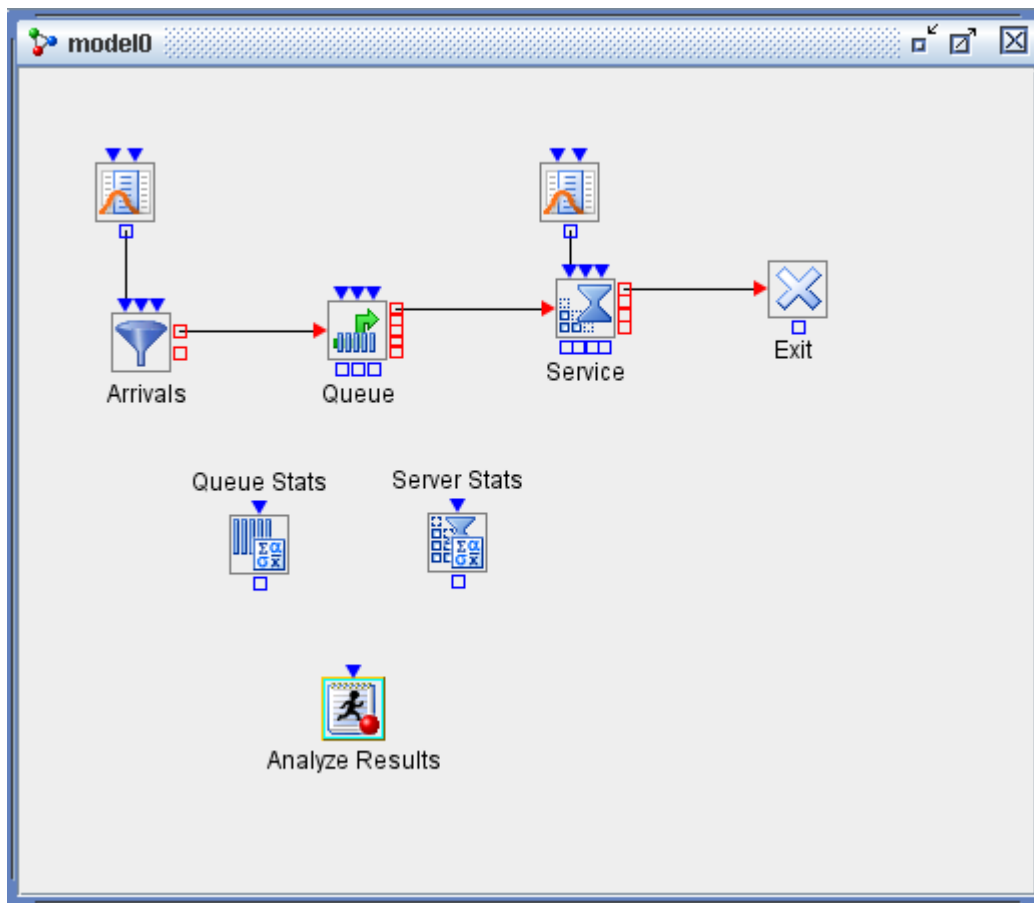 model0
Arrivals
Queue
Service
Exit
Queue Stats
Server Stats
Analyze Results